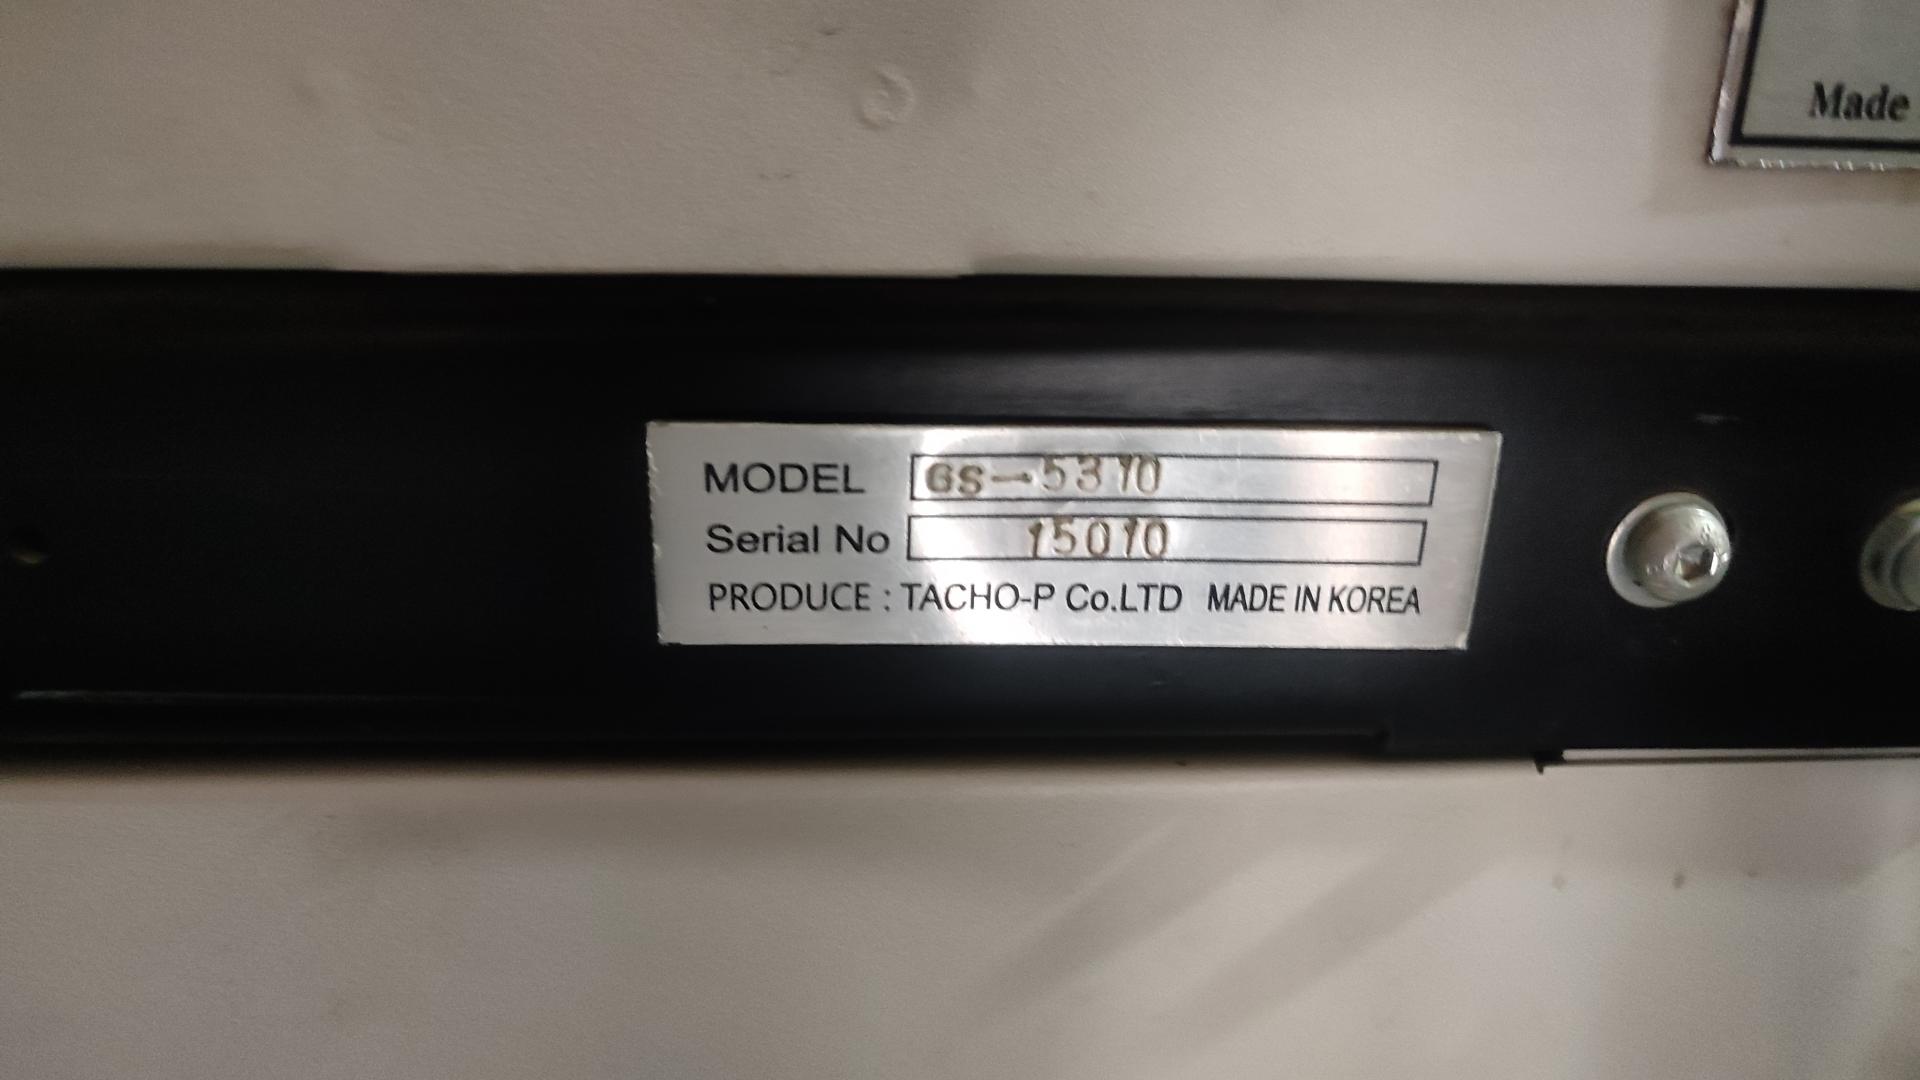 Made
MODEL GS-5310
Serial No 15010
PRODUCE : TACHO-P Co.LTD MADE IN KOREA